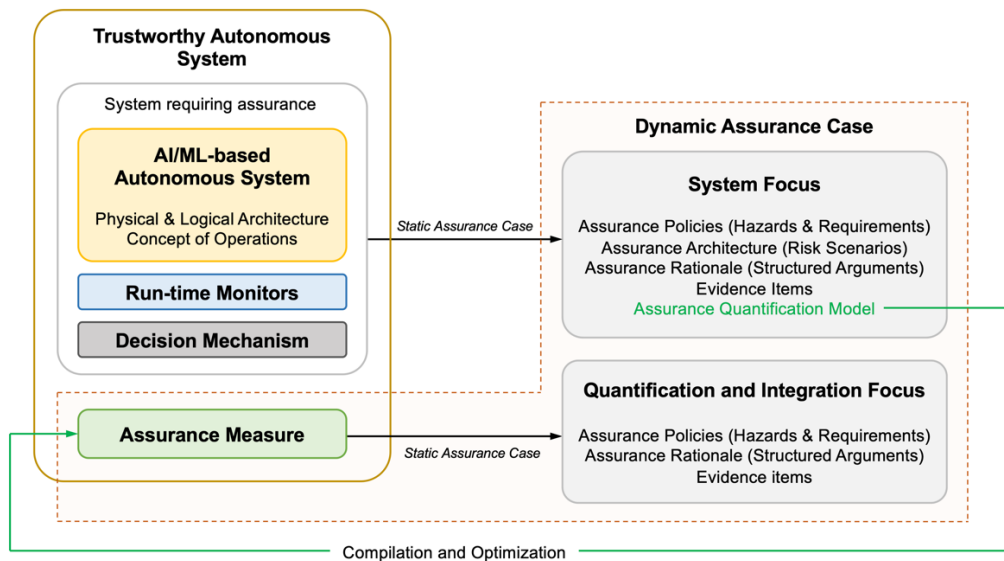 Trustworthy Autonomous
System
System requiring assurance
AI/ML-based
Autonomous System
Physical & Logical Architecture
Concept of Operations
Run-time Monitors
Decision Mechanism
Assurance Measure
Static Assurance Case
Static Assurance Case
Dynamic Assurance Case
System Focus
Assurance Policies (Hazards & Requirements)
Assurance Architecture (Risk Scenarios)
Assurance Rationale (Structured Arguments)
Evidence Items
Assurance Quantification Model
Quantification and Integration Focus
Assurance Policies (Hazards & Requirements)
Assurance Rationale (Structured Arguments)
Evidence items
Compilation and Optimization